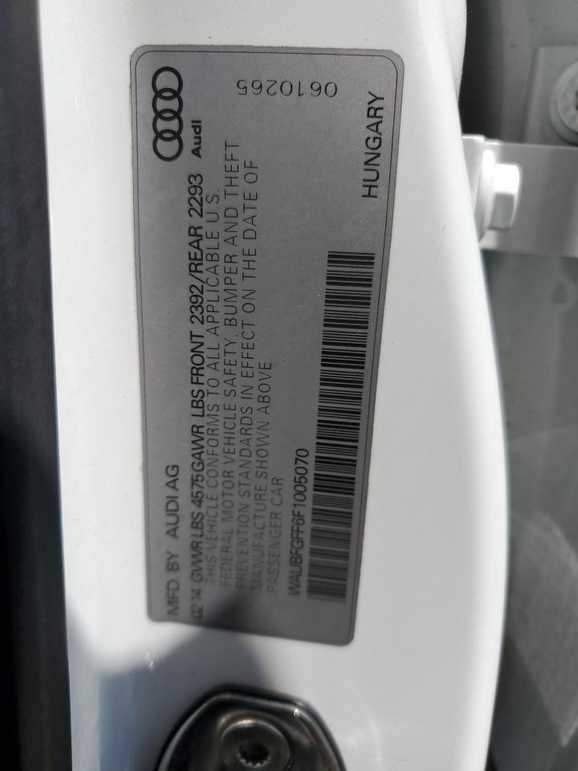 MFD. BY AUDI AG
02 14 GVWR LBS 4575 GAWR LBS FRONT 2392/REAR 2293
THIS VEHICLE CONFORMS TO ALL APPLICABLE U.S.
FEDERAL MOTOR VEHICLE SAFETY, BUMPER AND THEFT
PREVENTION STANDARDS IN EFFECT ON THE DATE OF
MANUFACTURE SHOWN ABOVE
PASSENGER CAR
WAUBFGFF6F1005070
HUNGARY
Audi
0610265